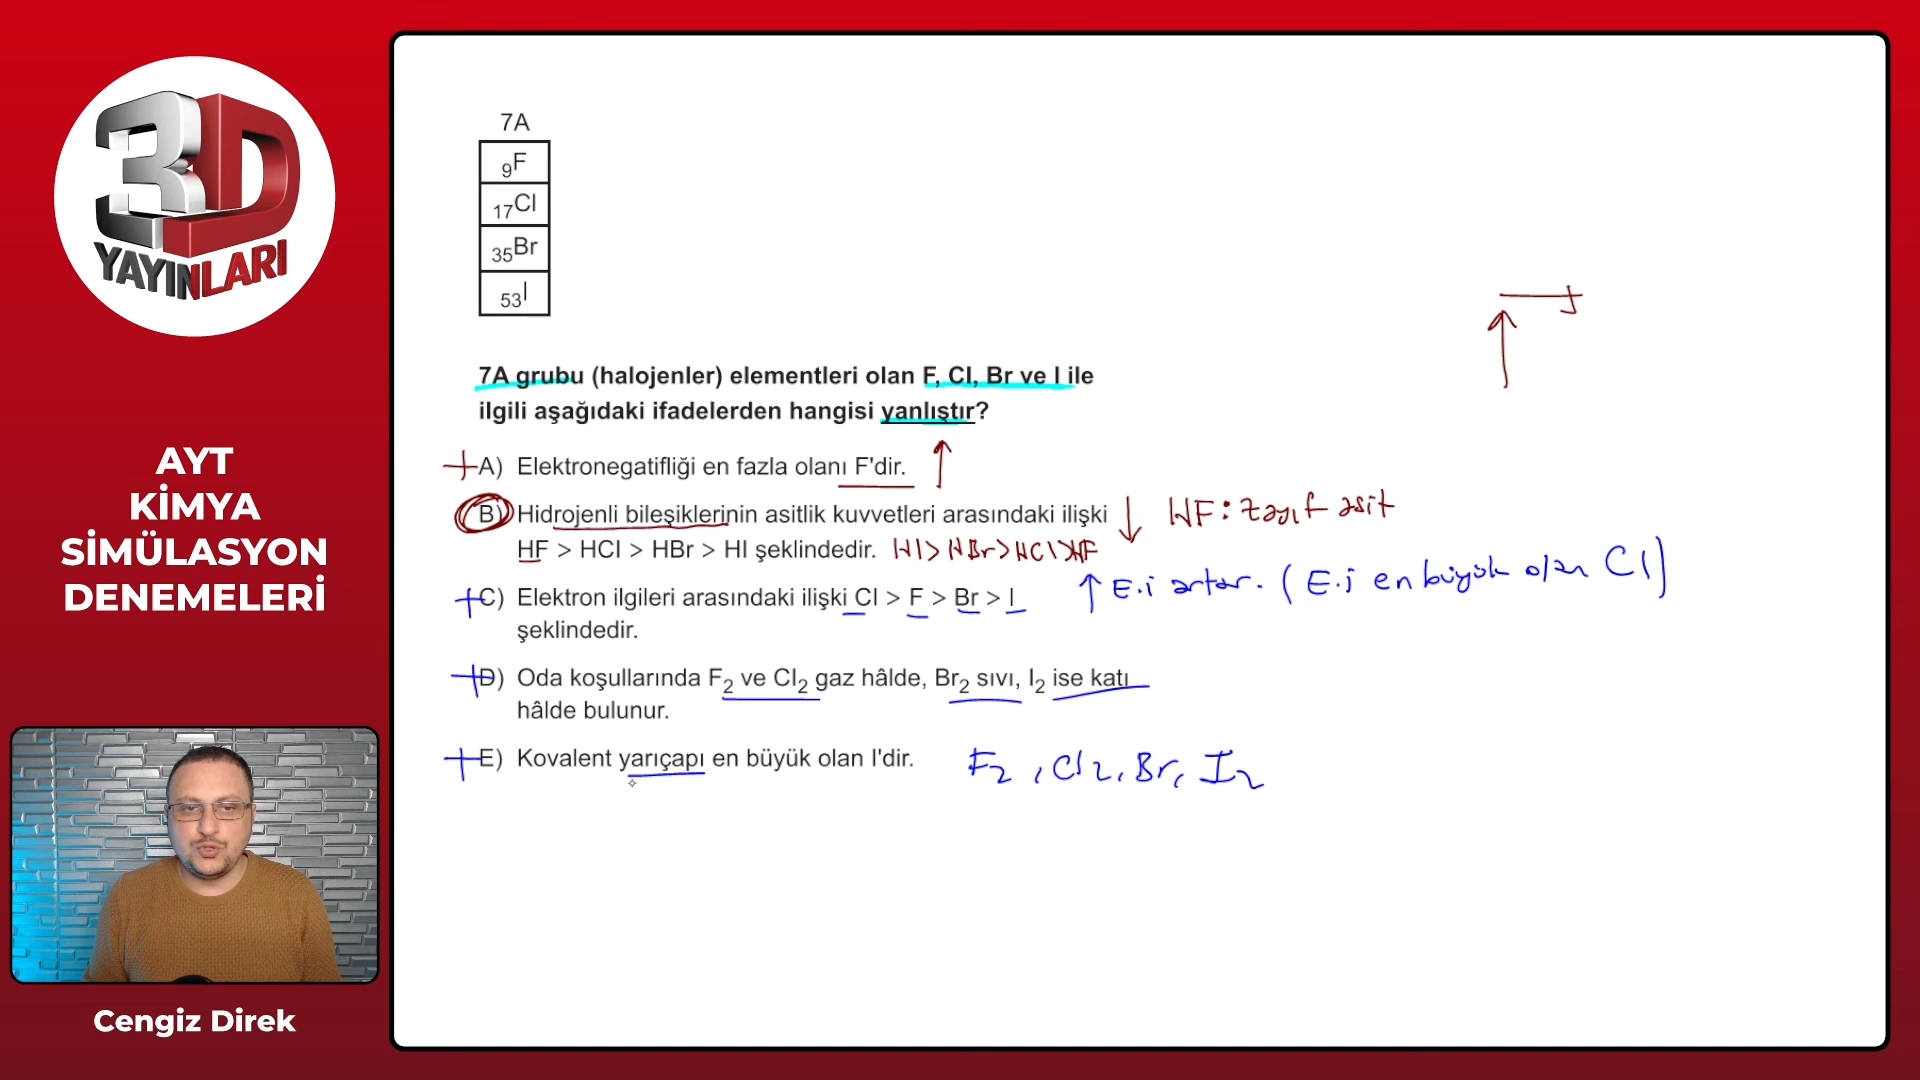 3D
YAYINLARI
AYT
KİMYA
SİMÜLASYON
DENEMELERİ
Cengiz Direk
7A
9F
17Cl
35Br
53I
7A grubu (halojenler) elementleri olan F, Cl, Br ve I ile
ilgili aşağıdaki ifadelerden hangisi yanlıştır?
A) Elektronegatifliği en fazla olanı F'dir.
B) Hidrojenli bileşiklerinin asitlik kuvvetleri arasındaki ilişki ↓ HF: zayıf asit
HF > HCl > HBr > HI şeklindedir. HI > HBr > HCl > HF
C) Elektron ilgileri arasındaki ilişki Cl > F > Br > I ↑ E.i artar. (E.i en büyük olan Cl)
şeklindedir.
D) Oda koşullarında F2 ve Cl2 gaz hâlde, Br2 sıvı, I2 ise katı
hâlde bulunur.
E) Kovalent yarıçapı en büyük olan I'dir. F2, Cl2, Br, I2